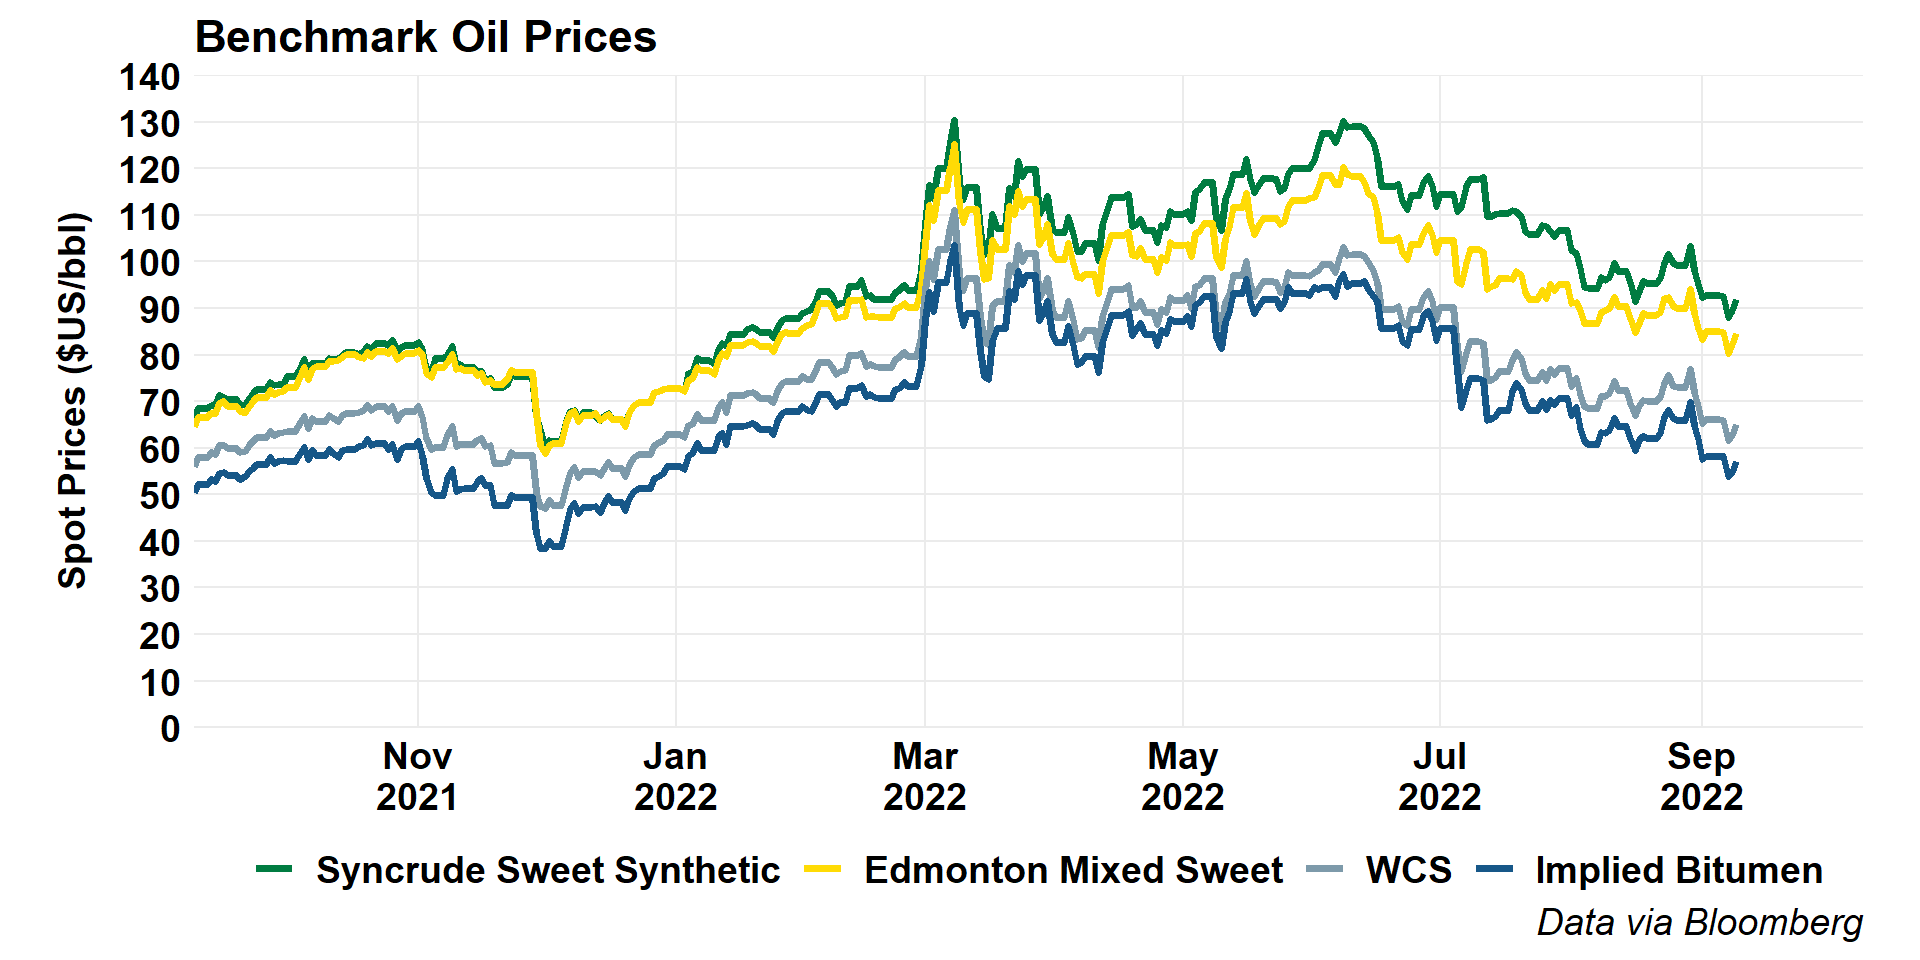 Benchmark Oil Prices
Spot Prices ($US/bbl)
140
130
120
110
100
90
80
70
60
50
40
30
20
10
0
Nov Jan Mar May Jul Sep
2021 2022 2022 2022 2022 2022
Syncrude Sweet Synthetic Edmonton Mixed Sweet WCS Implied Bitumen
Data via Bloomberg